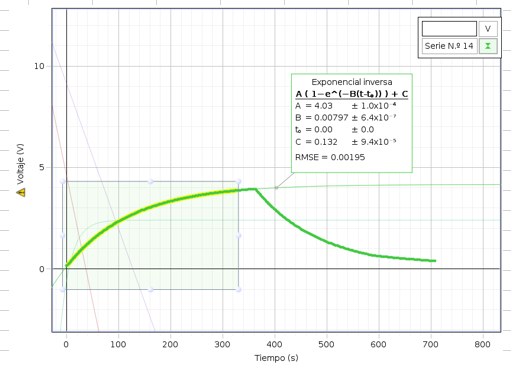 V
Serie N.º 14
10
5
0
Voltaje (V)
Exponencial inversa
A ( 1−e^(−B(t-t₀)) ) + C
A = 4.03 ± 1.0x10⁻⁴
B = 0.00797 ± 6.4x10⁻⁷
t₀ = 0.00 ± 0.0
C = 0.132 ± 9.4x10⁻⁵
RMSE = 0.00195
0 100 200 300 400 500 600 700 800
Tiempo (s)